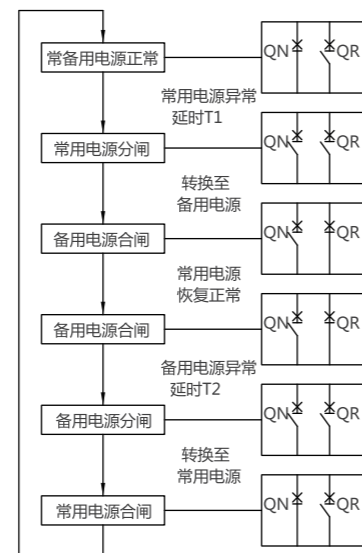 常备用电源正常
QN QR
常用电源异常
延时T1
常用电源分闸
QN QR
转换至
备用电源
备用电源合闸
QN QR
常用电源
恢复正常
备用电源合闸
QN QR
备用电源异常
延时T2
备用电源分闸
QN QR
转换至
常用电源
常用电源合闸
QN QR